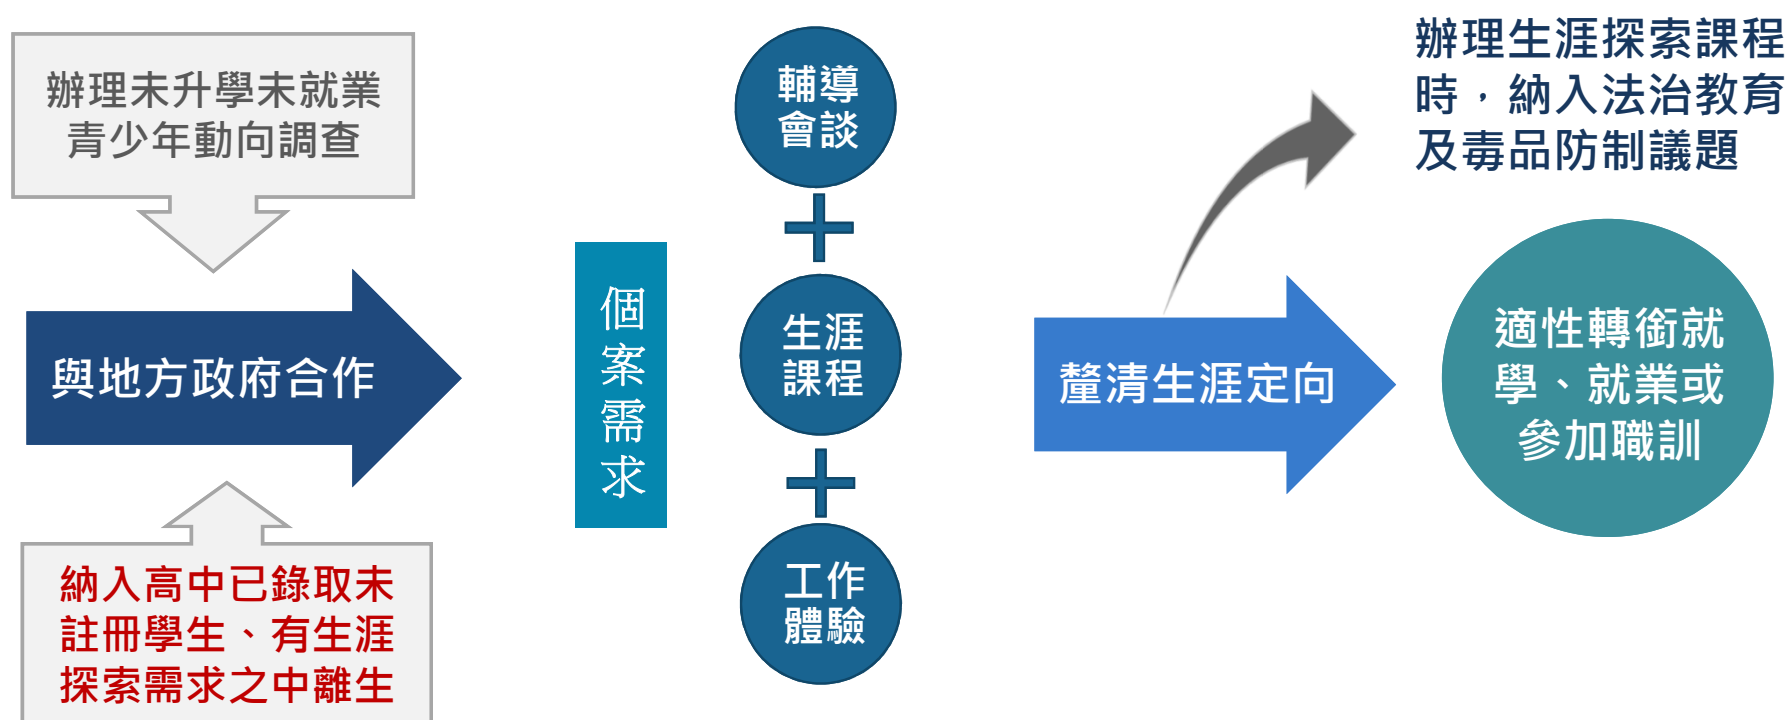 辦理未升學未就業
青少年動向調查
與地方政府合作
納入高中已錄取未
註冊學生、有生涯
探索需求之中離生
個案需求
輔導
會談
生涯
課程
工作
體驗
釐清生涯定向
辦理生涯探索課程
時，納入法治教育
及毒品防制議題
適性轉銜就
學、就業或
參加職訓